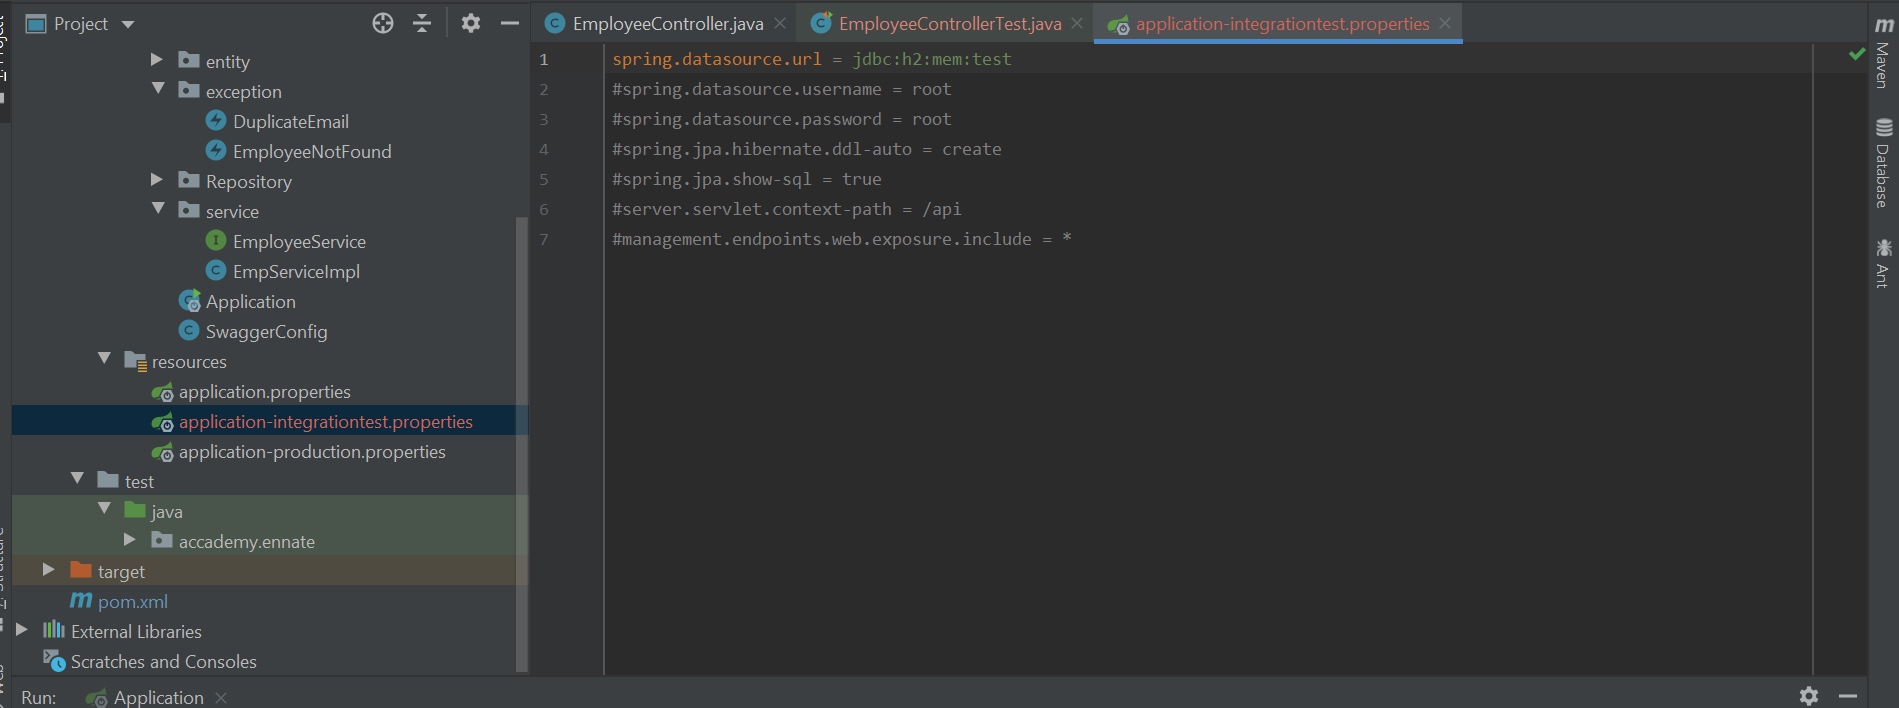 Project
EmployeeController.java
EmployeeControllerTest.java
application-integrationtest.properties
entity
exception
DuplicateEmail
EmployeeNotFound
Repository
service
EmployeeService
EmpServiceImpl
Application
SwaggerConfig
resources
application.properties
application-integrationtest.properties
application-production.properties
test
java
accademy.ennate
target
pom.xml
External Libraries
Scratches and Consoles
1 spring.datasource.url = jdbc:h2:mem:test
2 #spring.datasource.username = root
3 #spring.datasource.password = root
4 #spring.jpa.hibernate.ddl-auto = create
5 #spring.jpa.show-sql = true
6 #server.servlet.context-path = /api
7 #management.endpoints.web.exposure.include = *
Maven
Database
Ant
Run: Application